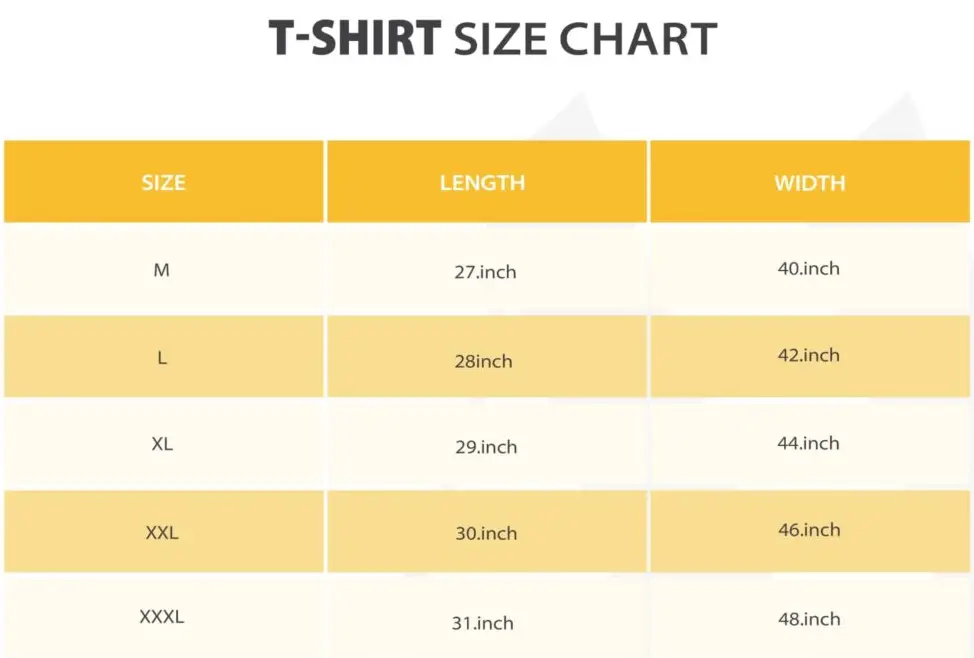 T-SHIRT SIZE CHART
SIZE LENGTH WIDTH
M 27.inch 40.inch
L 28inch 42.inch
XL 29.inch 44.inch
XXL 30.inch 46.inch
XXXL 31.inch 48.inch